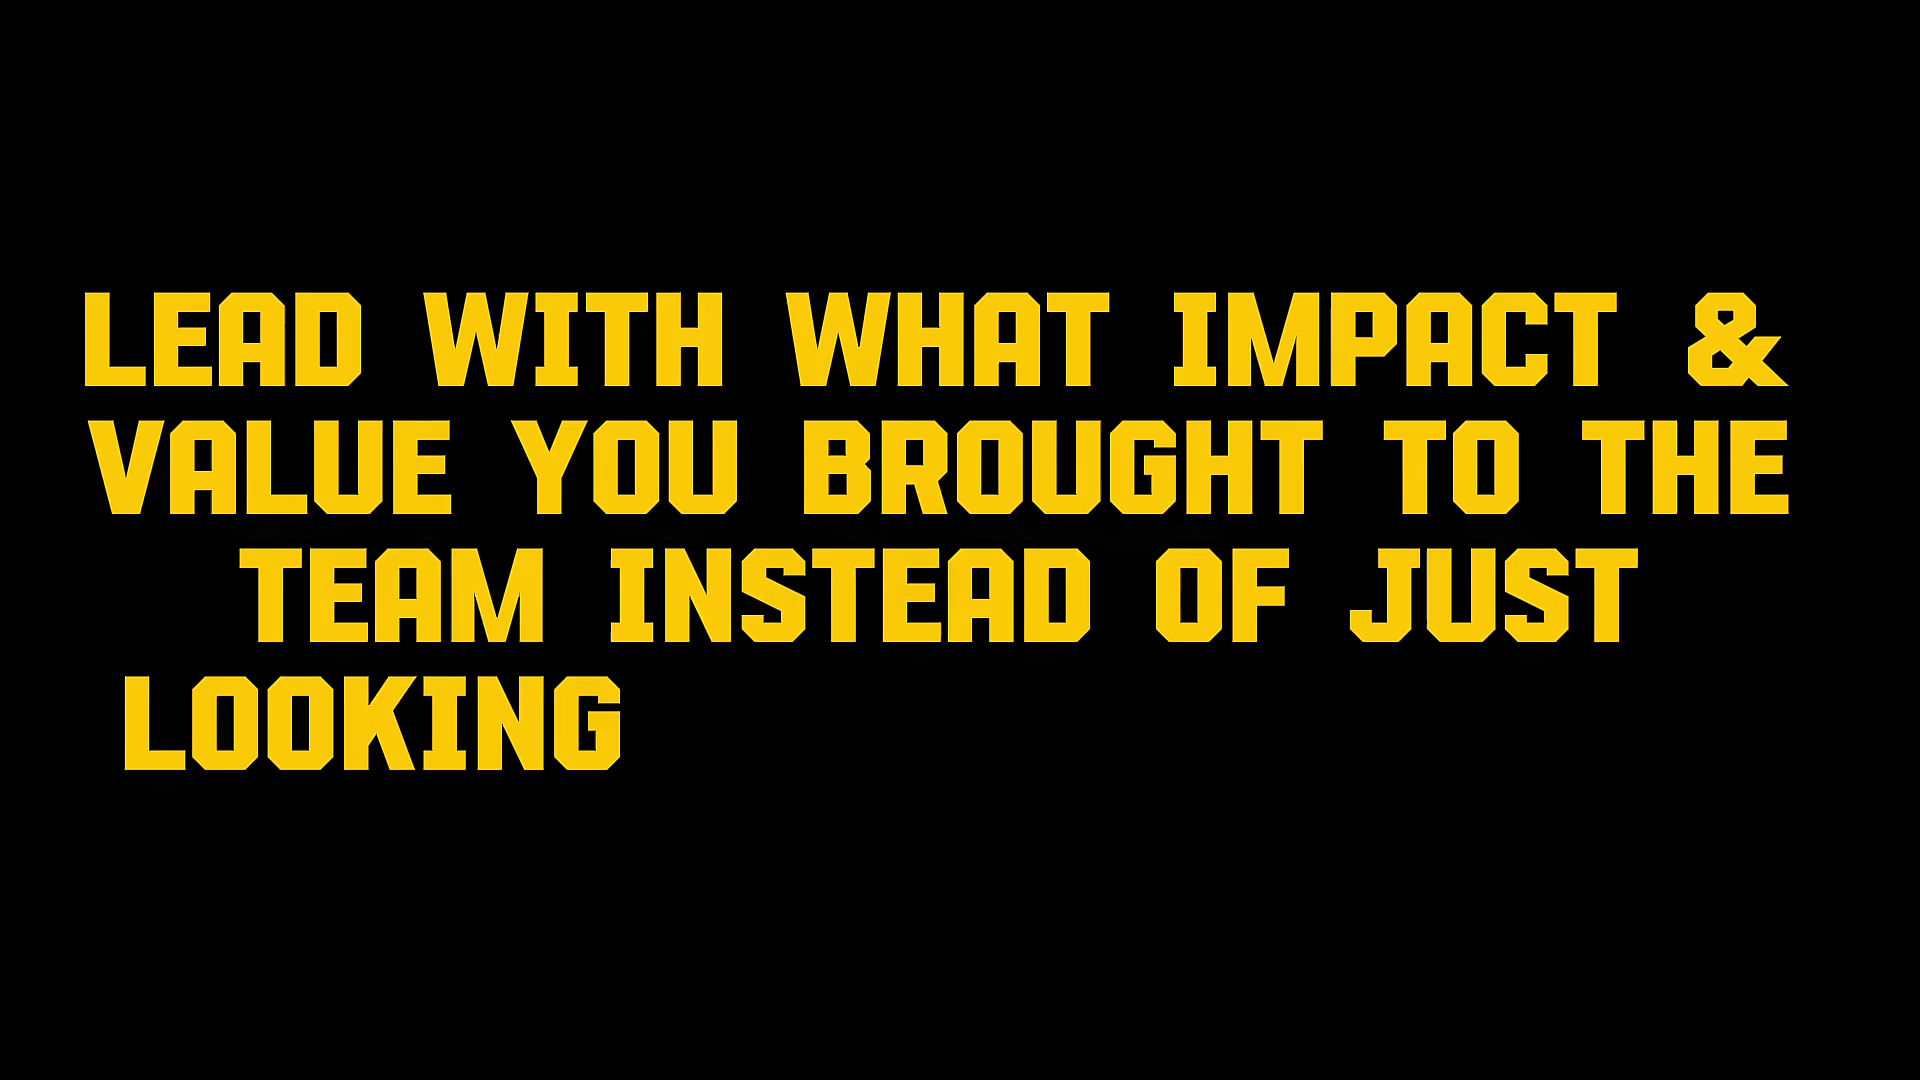 LEAD WITH WHAT IMPACT &
VALUE YOU BROUGHT TO THE
TEAM INSTEAD OF JUST
LOOKING